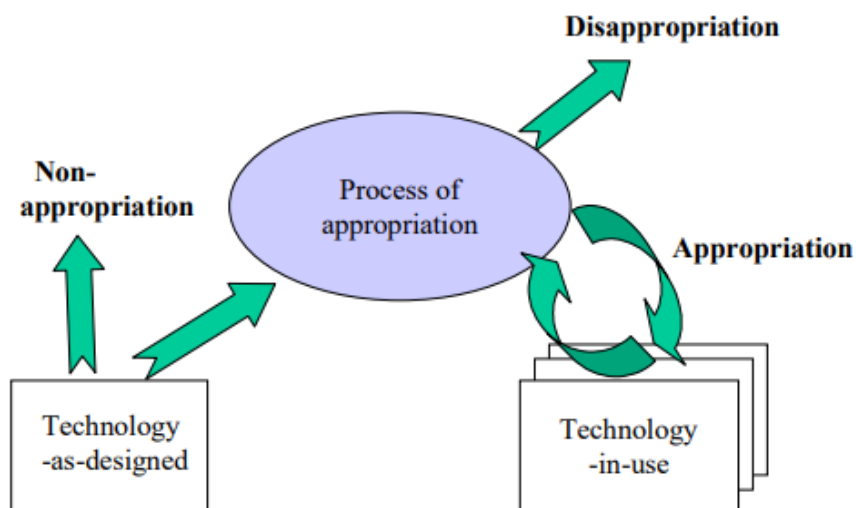 Disappropriation
Non-
appropriation
Process of
appropriation
Appropriation
Technology
-as-designed
Technology
-in-use